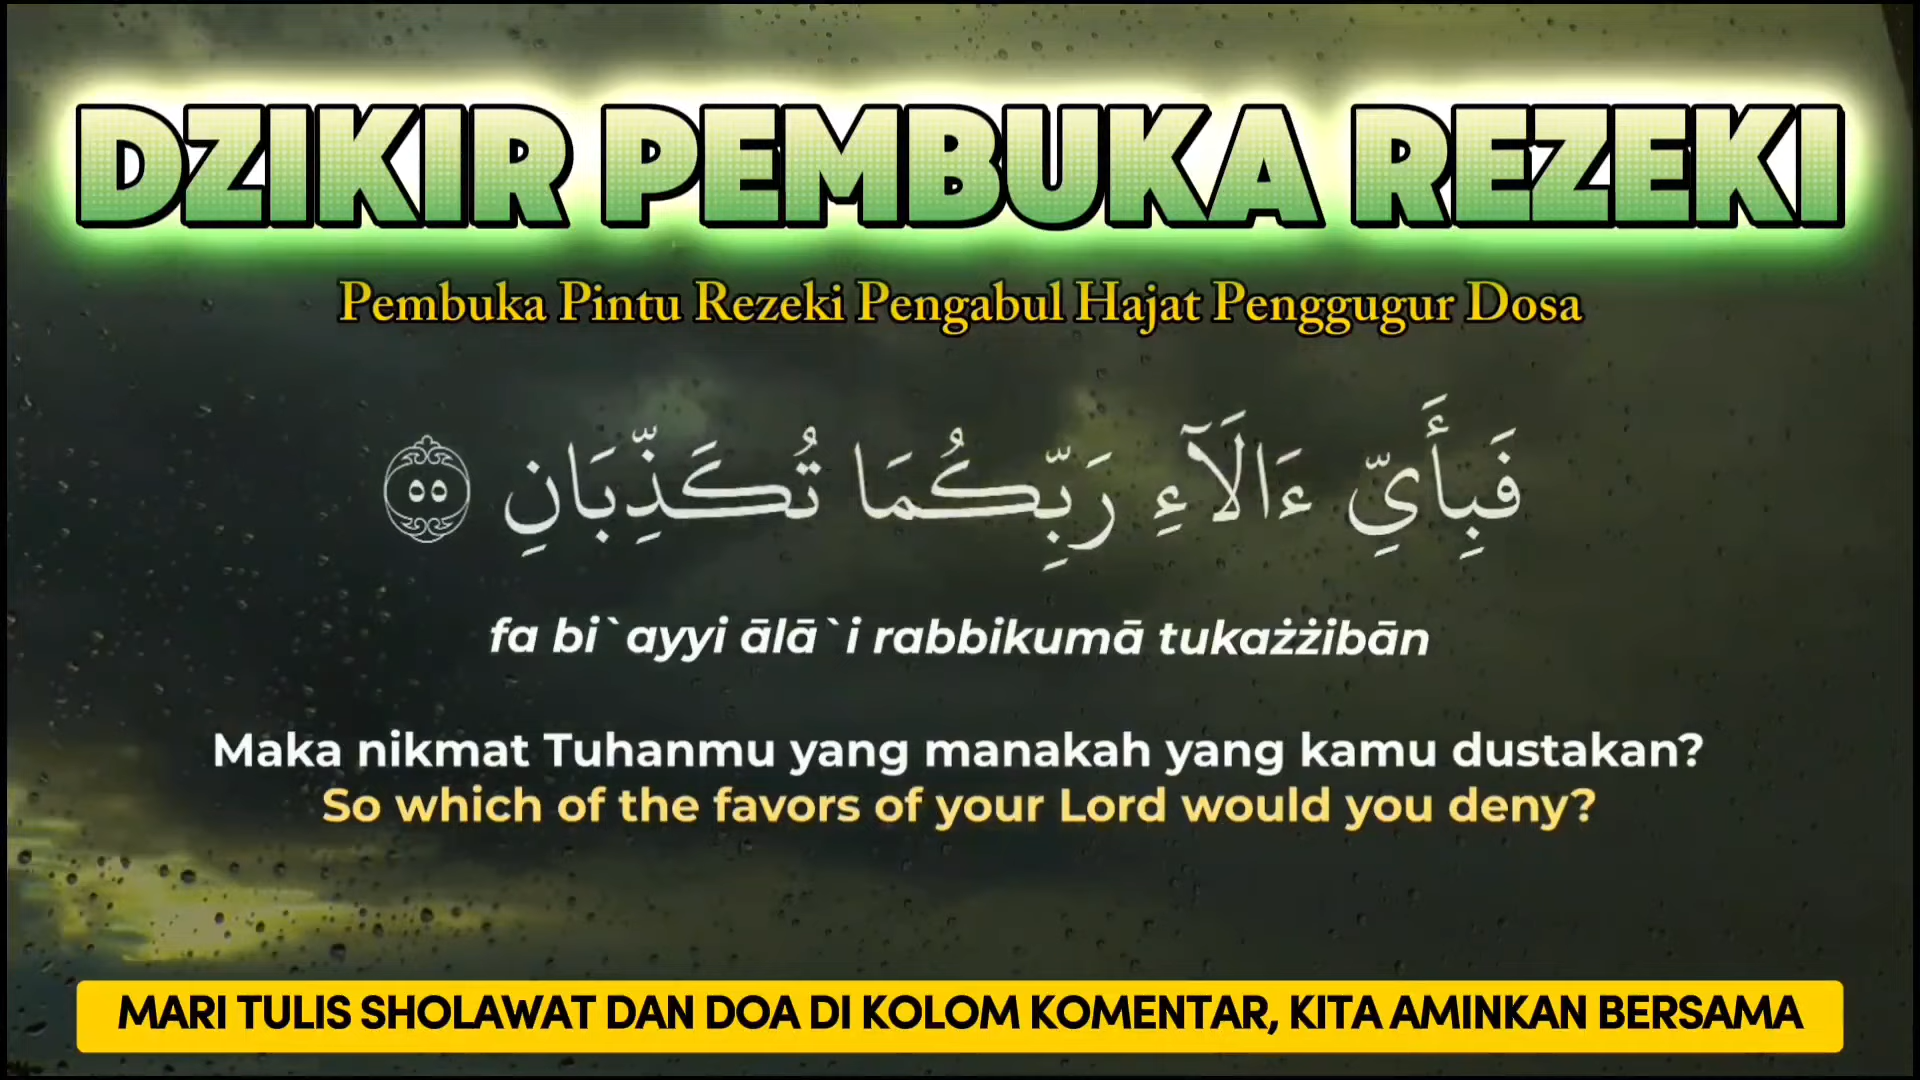 DZIKIR PEMBUKA REZEKI
Pembuka Pintu Rezeki Pengabul Hajat Penggugur Dosa
فَبِأَيِّ ءَالَآءِ رَبِّكُمَا تُكَذِّبَانِ ٥٥
fa bi`ayyi ālā`i rabbikumā tukażżibān
Maka nikmat Tuhanmu yang manakah yang kamu dustakan?
So which of the favors of your Lord would you deny?
MARI TULIS SHOLAWAT DAN DOA DI KOLOM KOMENTAR, KITA AMINKAN BERSAMA